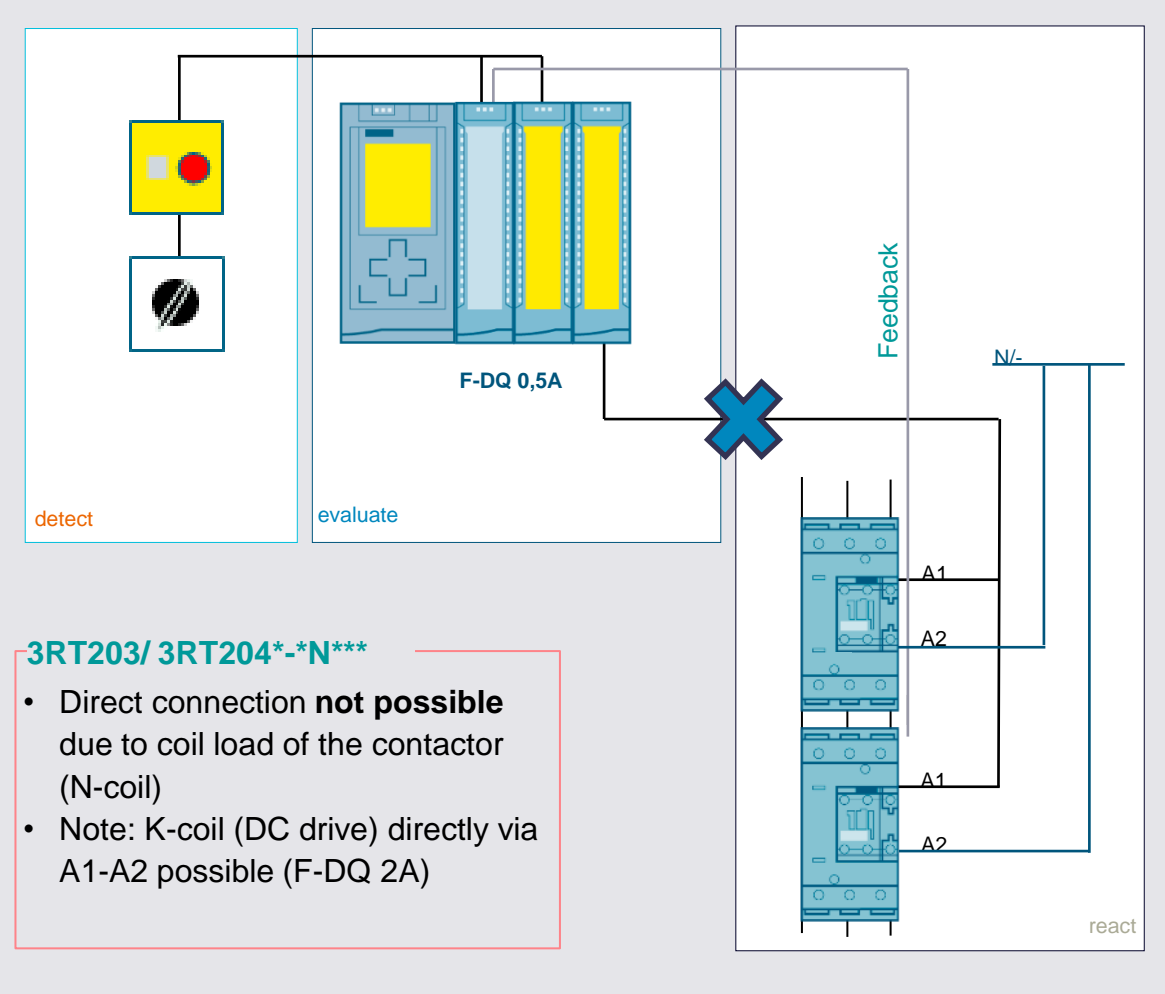 Feedback
N/-
F-DQ 0,5A
detect
evaluate
A1
A2
3RT203/ 3RT204*-*N***
• Direct connection not possible
due to coil load of the contactor
(N-coil)
• Note: K-coil (DC drive) directly via
A1-A2 possible (F-DQ 2A)
A1
A2
react